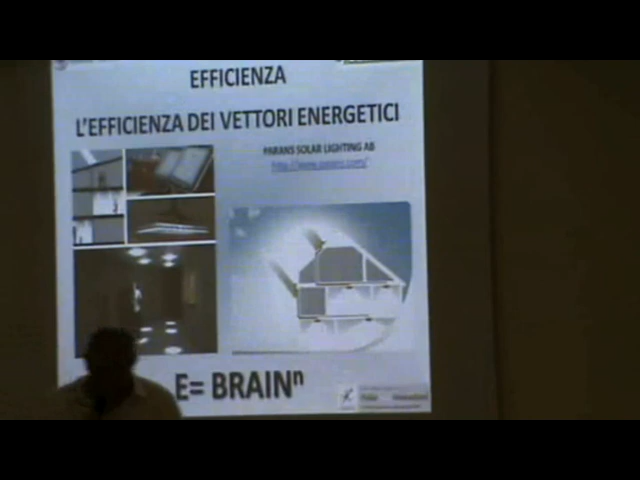 EFFICIENZA
L'EFFICIENZA DEI VETTORI ENERGETICI
PARANS SOLAR LIGHTING AB
E= BRAINⁿ